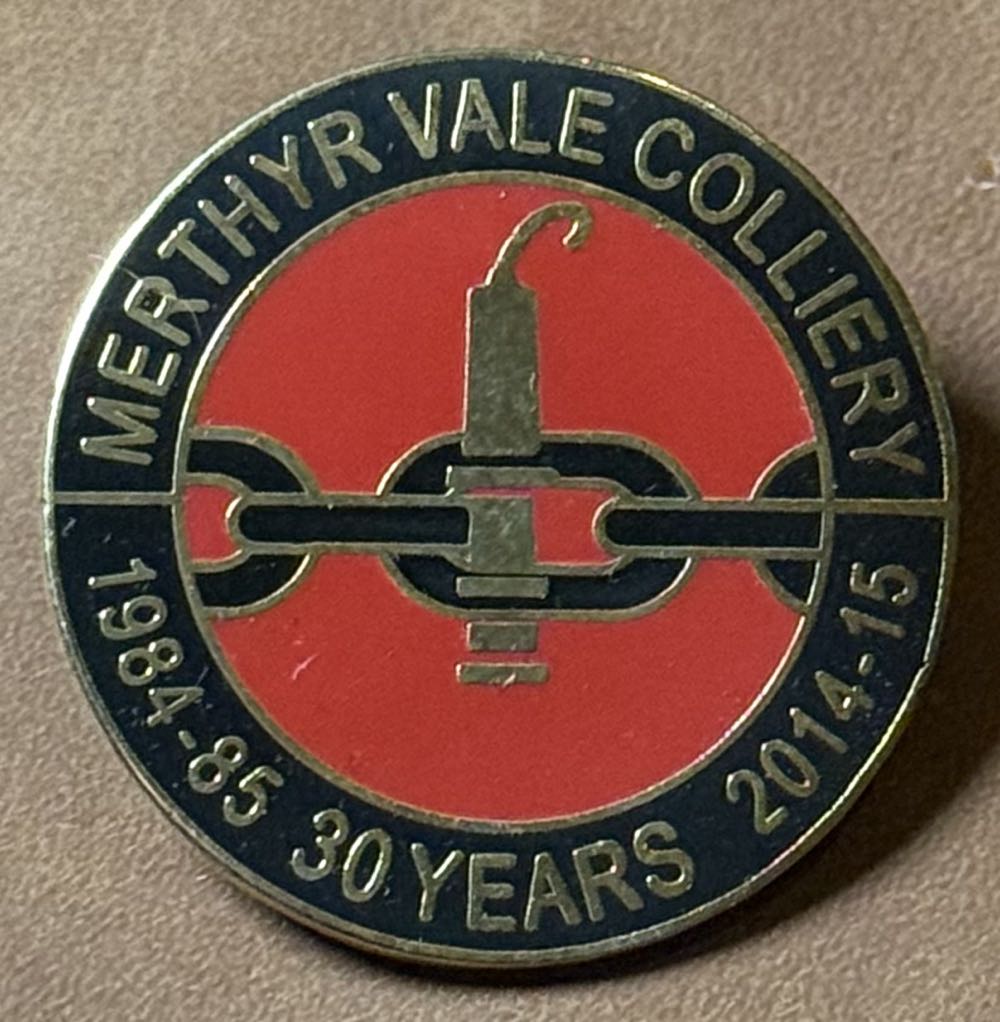 MERTHYR VALE COLLIERY
1984-85 30 YEARS 2014-15